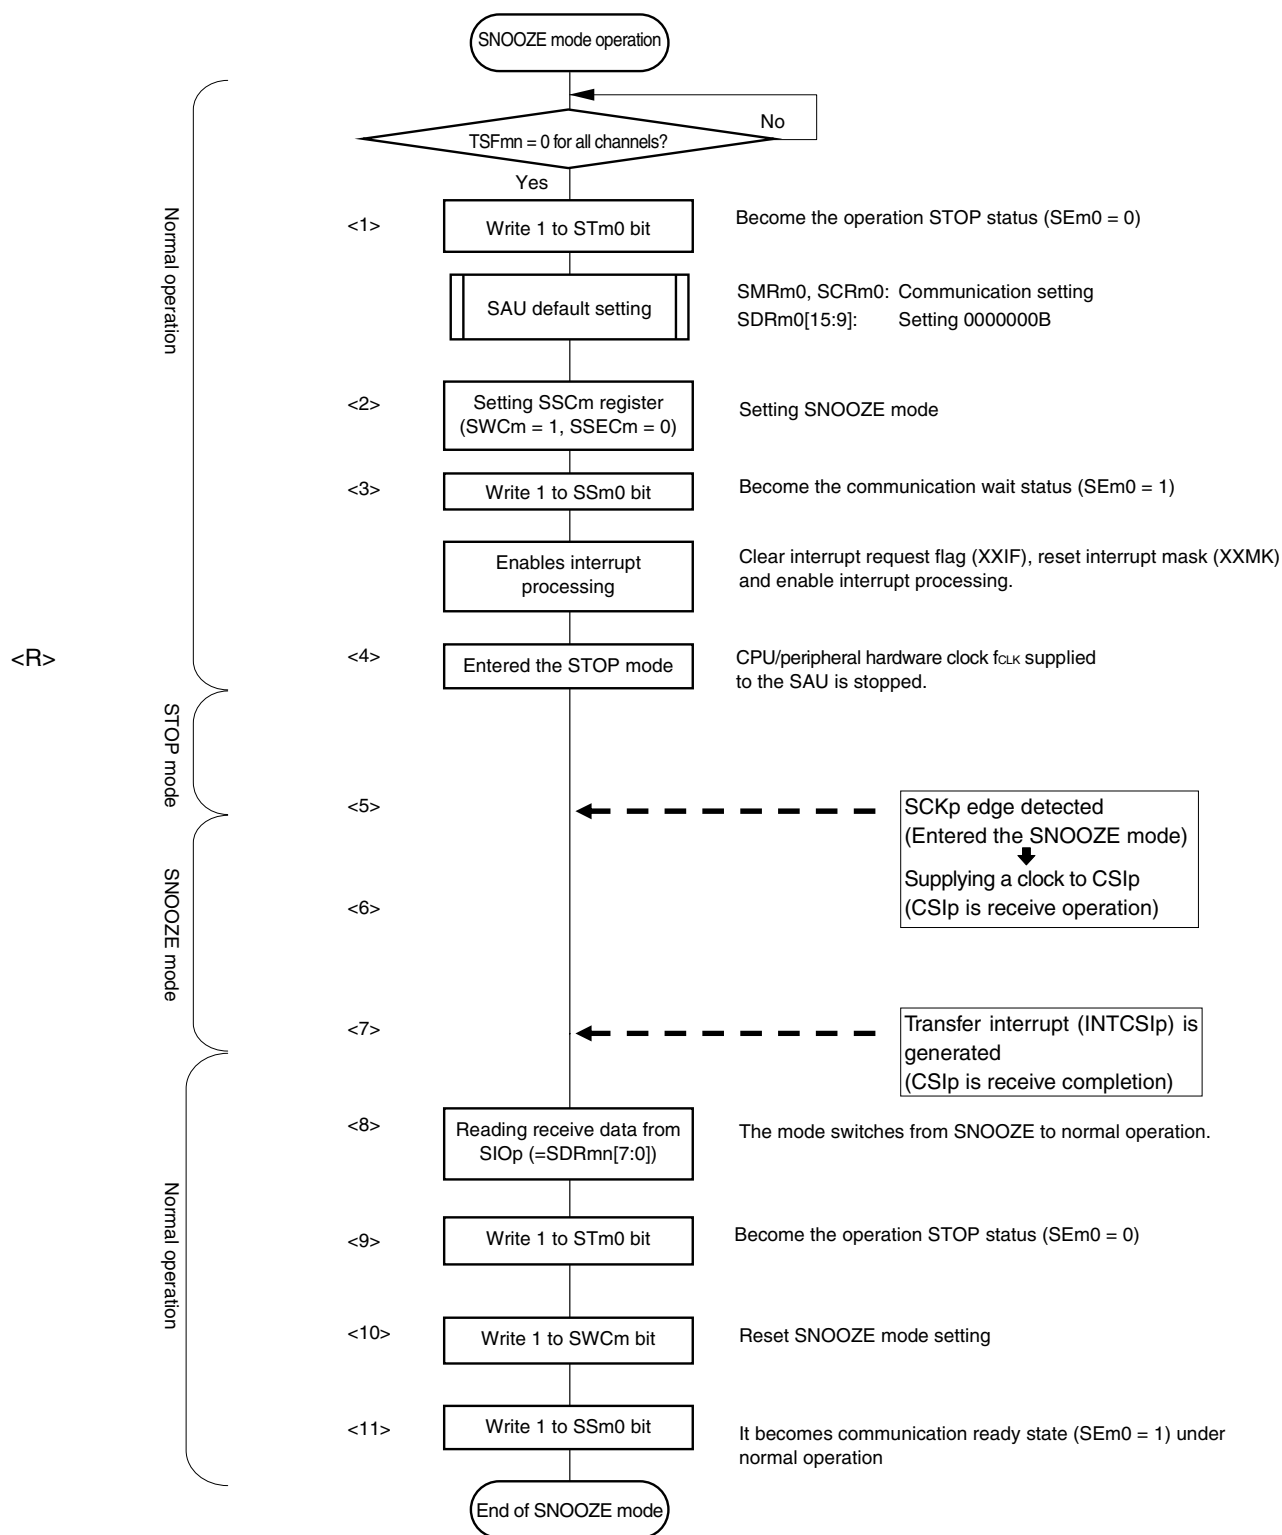 SNOOZE mode operation
No
TSFmn = 0 for all channels?
Yes
Normal operation
<1>
Write 1 to STm0 bit
Become the operation STOP status (SEm0 = 0)
SAU default setting
SMRm0, SCRm0: Communication setting
SDRm0[15:9]: Setting 0000000B
<2>
Setting SSCm register
(SWCm = 1, SSECm = 0)
Setting SNOOZE mode
<3>
Write 1 to SSm0 bit
Become the communication wait status (SEm0 = 1)
Enables interrupt
processing
Clear interrupt request flag (XXIF), reset interrupt mask (XXMK)
and enable interrupt processing.
<R>
<4>
Entered the STOP mode
CPU/peripheral hardware clock fCLK supplied
to the SAU is stopped.
STOP mode
<5>
SCKp edge detected
(Entered the SNOOZE mode)
Supplying a clock to CSIp
(CSIp is receive operation)
SNOOZE mode
<6>
<7>
Transfer interrupt (INTCSIp) is
generated
(CSIp is receive completion)
Normal operation
<8>
Reading receive data from
SIOp (=SDRmn[7:0])
The mode switches from SNOOZE to normal operation.
<9>
Write 1 to STm0 bit
Become the operation STOP status (SEm0 = 0)
<10>
Write 1 to SWCm bit
Reset SNOOZE mode setting
<11>
Write 1 to SSm0 bit
It becomes communication ready state (SEm0 = 1) under
normal operation
End of SNOOZE mode